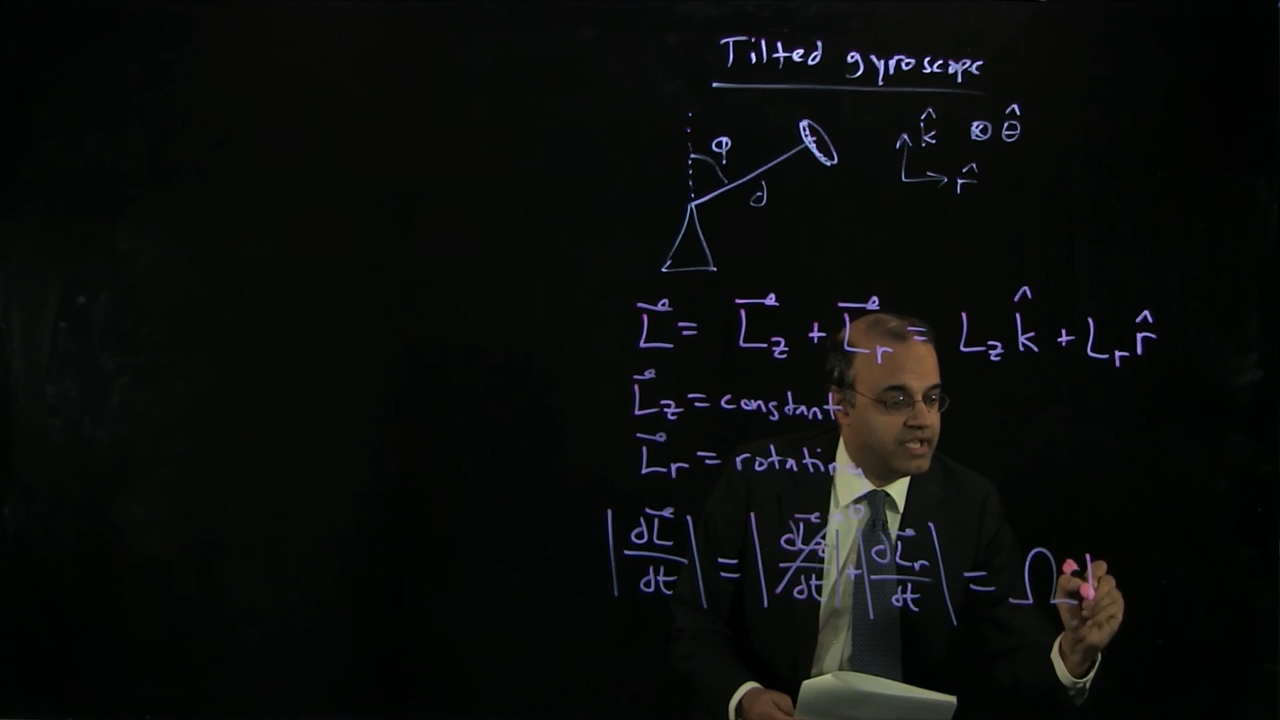 Tilted gyroscope
φ
d
k̂ ⊗ θ̂
r̂
L⃗ = L⃗z + L⃗r = Lz k̂ + Lr r̂
L⃗z = constant
L⃗r = rotating
|dL⃗/dt| = |dL⃗z/dt| + |dL⃗r/dt| = Ω|